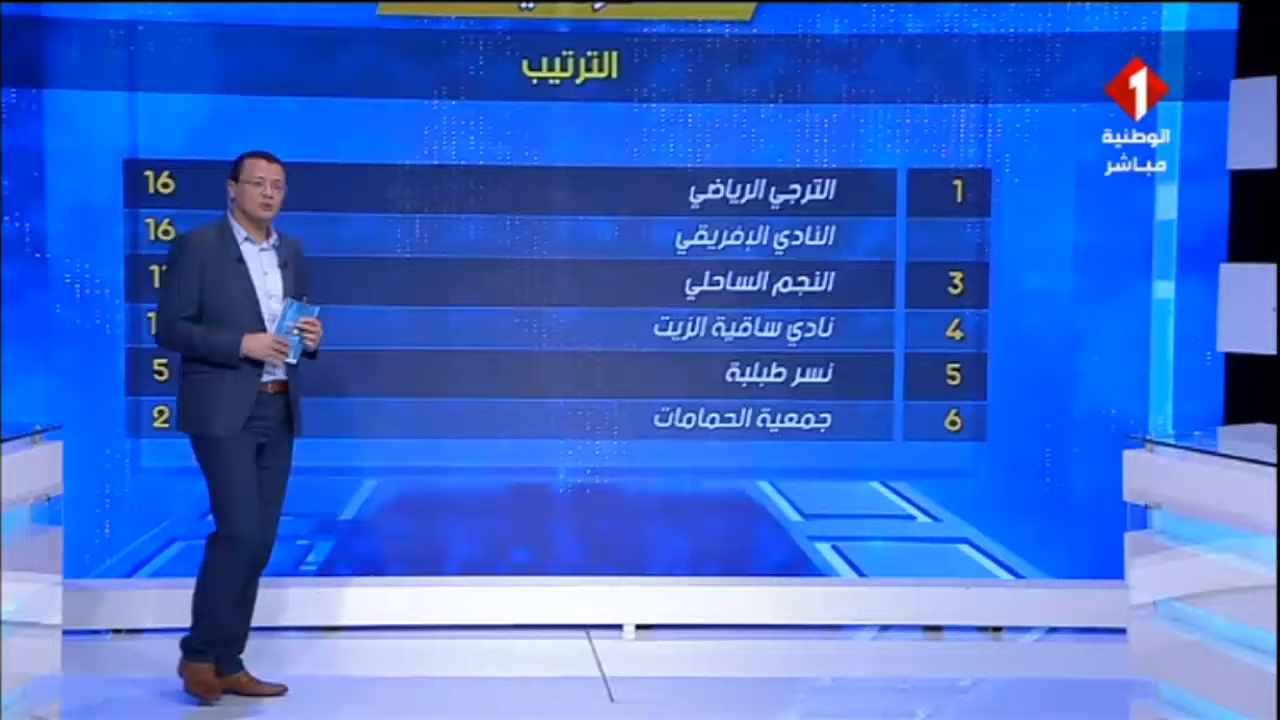 الترتيب
1
الوطنية
مباشر
1 الترجي الرياضي 16
النادي الإفريقي 16
3 النجم الساحلي
4 نادي ساقية الزيت
5 نسر طبلبة 5
6 جمعية الحمامات 2